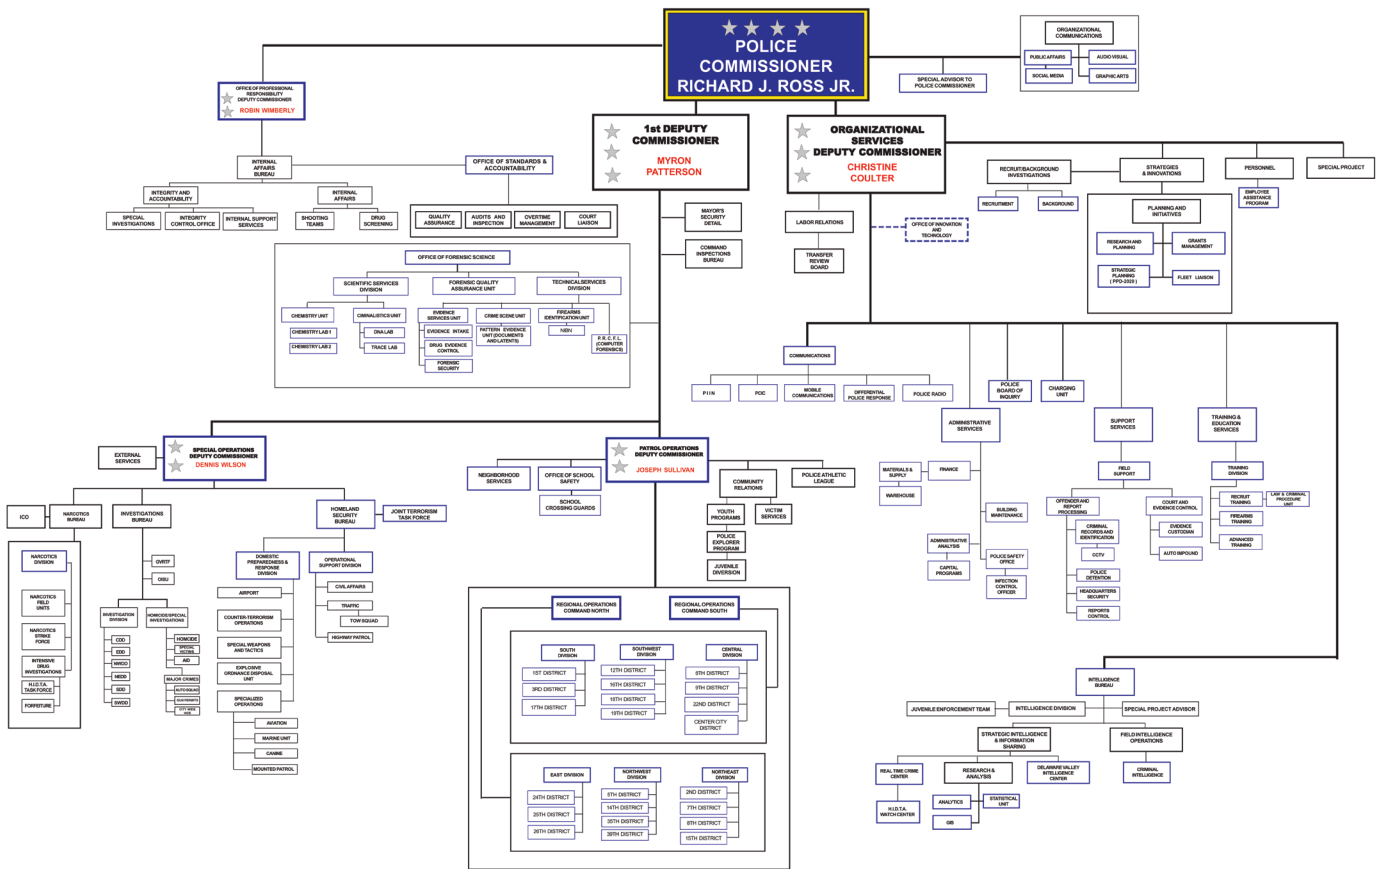 POLICE
COMMISSIONER
RICHARD J. ROSS JR.
SPECIAL ADVISOR TO
POLICE COMMISSIONER
ORGANIZATIONAL
COMMUNICATIONS
PUBLIC AFFAIRS
AUDIO VISUAL
SOCIAL MEDIA
GRAPHIC ARTS
OFFICE OF PROFESSIONAL
RESPONSIBILITY
DEPUTY COMMISSIONER
ROBIN WIMBERLY
1st DEPUTY
COMMISSIONER
MYRON
PATTERSON
ORGANIZATIONAL
SERVICES
DEPUTY COMMISSIONER
CHRISTINE
COULTER
INTERNAL
AFFAIRS
BUREAU
OFFICE OF STANDARDS &
ACCOUNTABILITY
INTEGRITY AND
ACCOUNTABILITY
INTERNAL
AFFAIRS
SPECIAL
INVESTIGATIONS
INTEGRITY
CONTROL OFFICE
INTERNAL SUPPORT
SERVICES
SHOOTING
TEAMS
DRUG
SCREENING
QUALITY
ASSURANCE
AUDITS AND
INSPECTION
OVERTIME
MANAGEMENT
COURT
LIAISON
MAYOR'S
SECURITY
DETAIL
COMMAND
INSPECTIONS
BUREAU
LABOR RELATIONS
TRANSFER
REVIEW
BOARD
OFFICE OF INNOVATION
AND
TECHNOLOGY
RECRUIT/BACKGROUND
INVESTIGATIONS
RECRUITMENT
BACKGROUND
STRATEGIES
& INNOVATIONS
PERSONNEL
SPECIAL PROJECT
EMPLOYEE
ASSISTANCE
PROGRAM
PLANNING AND
INITIATIVES
RESEARCH AND
PLANNING
GRANTS
MANAGEMENT
STRATEGIC
PLANNING
( PPD-2020 )
FLEET LIAISON
OFFICE OF FORENSIC SCIENCE
SCIENTIFIC SERVICES
DIVISION
FORENSIC QUALITY
ASSURANCE UNIT
TECHNICALSERVICES
DIVISION
CHEMISTRY UNIT
CIMINALISTICS UNIT
EVIDENCE
SERVICES UNIT
CRIME SCENE UNIT
FIREARMS
IDENTIFICATION UNIT
CHEMISTRY LAB 1
CHEMISTRY LAB 2
DNA LAB
TRACE LAB
EVIDENCE INTAKE
DRUG EVIDENCE
CONTROL
FORENSIC
SECURITY
PATTERN EVIDENCE
UNIT (DOCUMENTS
AND LATENTS)
NIBIN
P. R. C. F. L.
(COMPUTER
FORENSICS)
COMMUNICATIONS
P I I N
PCIC
MOBILE
COMMUNICATIONS
DIFFERENTIAL
POLICE RESPONSE
POLICE RADIO
POLICE
BOARD OF
INQUIRY
CHARGING
UNIT
ADMINISTRATIVE
SERVICES
SUPPORT
SERVICES
TRAINING &
EDUCATION
SERVICES
MATERIALS &
SUPPLY
FINANCE
WAREHOUSE
BUILDING
MAINTENANCE
ADMINISTRATIVE
ANALYSIS
CAPITAL
PROGRAMS
POLICE SAFETY
OFFICE
INFECTION
CONTROL
OFFICER
FIELD
SUPPORT
OFFENDER AND
REPORT
PROCESSING
COURT AND
EVIDENCE CONTROL
CRIMINAL
RECORDS AND
IDENTIFICATION
CCTV
POLICE
DETENTION
HEADQUARTERS
SECURITY
REPORTS
CONTROL
EVIDENCE
CUSTODIAN
AUTO IMPOUND
TRAINING
DIVISION
RECRUIT
TRAINING
LAW & CRIMINAL
PROCEDURE
UNIT
FIREARMS
TRAINING
ADVANCED
TRAINING
EXTERNAL
SERVICES
SPECIAL OPERATIONS
DEPUTY COMMISSIONER
DENNIS WILSON
PATROL OPERATIONS
DEPUTY COMMISSIONER
JOSEPH SULLIVAN
ICO
NARCOTICS
BUREAU
INVESTIGATIONS
BUREAU
HOMELAND
SECURITY
BUREAU
JOINT TERRORISM
TASK FORCE
NARCOTICS
DIVISION
NARCOTICS
FIELD
UNITS
NARCOTICS
STRIKE
FORCE
INTENSIVE
DRUG
INVESTIGATIONS
H.I.D.T.A.
TASK FORCE
FORFEITURE
GVRTF
OISU
INVESTIGATION
DIVISION
HOMICIDE/SPECIAL
INVESTIGATIONS
CDD
EDD
NWDD
NEDD
SDD
SWDD
HOMICIDE
SPECIAL
VICTIMS
AID
MAJOR CRIMES
AUTO SQUAD
GUN PERMITS
CITY WIDE
VICE
DOMESTIC
PREPAREDNESS &
RESPONSE
DIVISION
OPERATIONAL
SUPPORT DIVISION
AIRPORT
COUNTER-TERRORISM
OPERATIONS
SPECIAL WEAPONS
AND TACTICS
EXPLOSIVE
ORDNANCE DISPOSAL
UNIT
SPECIALIZED
OPERATIONS
AVIATION
MARINE UNIT
CANINE
MOUNTED PATROL
CIVIL AFFAIRS
TRAFFIC
TOW SQUAD
HIGHWAY PATROL
NEIGHBORHOOD
SERVICES
OFFICE OF SCHOOL
SAFETY
SCHOOL
CROSSING GUARDS
COMMUNITY
RELATIONS
POLICE ATHLETIC
LEAGUE
YOUTH
PROGRAMS
VICTIM
SERVICES
POLICE
EXPLORER
PROGRAM
JUVENILE
DIVERSION
REGIONAL OPERATIONS
COMMAND NORTH
REGIONAL OPERATIONS
COMMAND SOUTH
SOUTH
DIVISION
SOUTHWEST
DIVISION
CENTRAL
DIVISION
1ST DISTRICT
3RD DISTRICT
17TH DISTRICT
12TH DISTRICT
16TH DISTRICT
18TH DISTRICT
19TH DISTRICT
6TH DISTRICT
9TH DISTRICT
22ND DISTRICT
CENTER CITY
DISTRICT
EAST DIVISION
NORTHWEST
DIVISION
NORTHEAST
DIVISION
24TH DISTRICT
25TH DISTRICT
26TH DISTRICT
5TH DISTRICT
14TH DISTRICT
35TH DISTRICT
39TH DISTRICT
2ND DISTRICT
7TH DISTRICT
8TH DISTRICT
15TH DISTRICT
INTELLIGENCE
BUREAU
JUVENILE ENFORCEMENT TEAM
INTELLIGENCE DIVISION
SPECIAL PROJECT ADVISOR
STRATEGIC INTELLIGENCE
& INFORMATION
SHARING
FIELD INTELLIGENCE
OPERATIONS
REAL TIME CRIME
CENTER
RESEARCH &
ANALYSIS
DELAWARE VALLEY
INTELLIGENCE
CENTER
CRIMINAL
INTELLIGENCE
H.I.D.T.A.
WATCH CENTER
ANALYTICS
STATISTICAL
UNIT
GIS